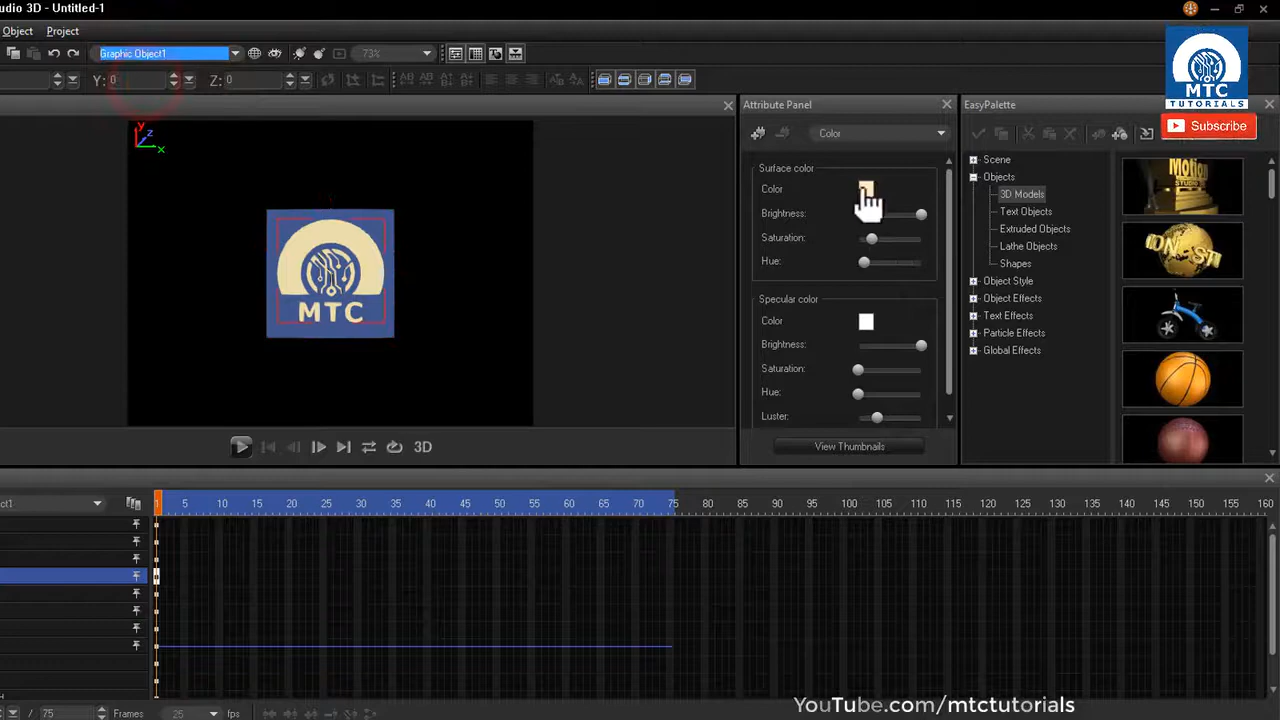 udio 3D - Untitled-1
Object Project
Graphic Object1
73%
Y: 0 Z: 0
MTC
TUTORIALS
Subscribe
Attribute Panel
Color
Surface color
Color
Brightness:
Saturation:
Hue:
Specular color
Color
Brightness:
Saturation:
Hue:
Luster:
View Thumbnails
EasyPalette
Scene
Objects
3D Models
Text Objects
Extruded Objects
Lathe Objects
Shapes
Object Style
Object Effects
Text Effects
Particle Effects
Global Effects
y
z
x
MTC
3D
ct1
1 5 10 15 20 25 30 35 40 45 50 55 60 65 70 75 80 85 90 95 100 105 110 115 120 125 130 135 140 145 150 155 160
/ 75 Frames 25 fps
YouTube.com/mtctutorials